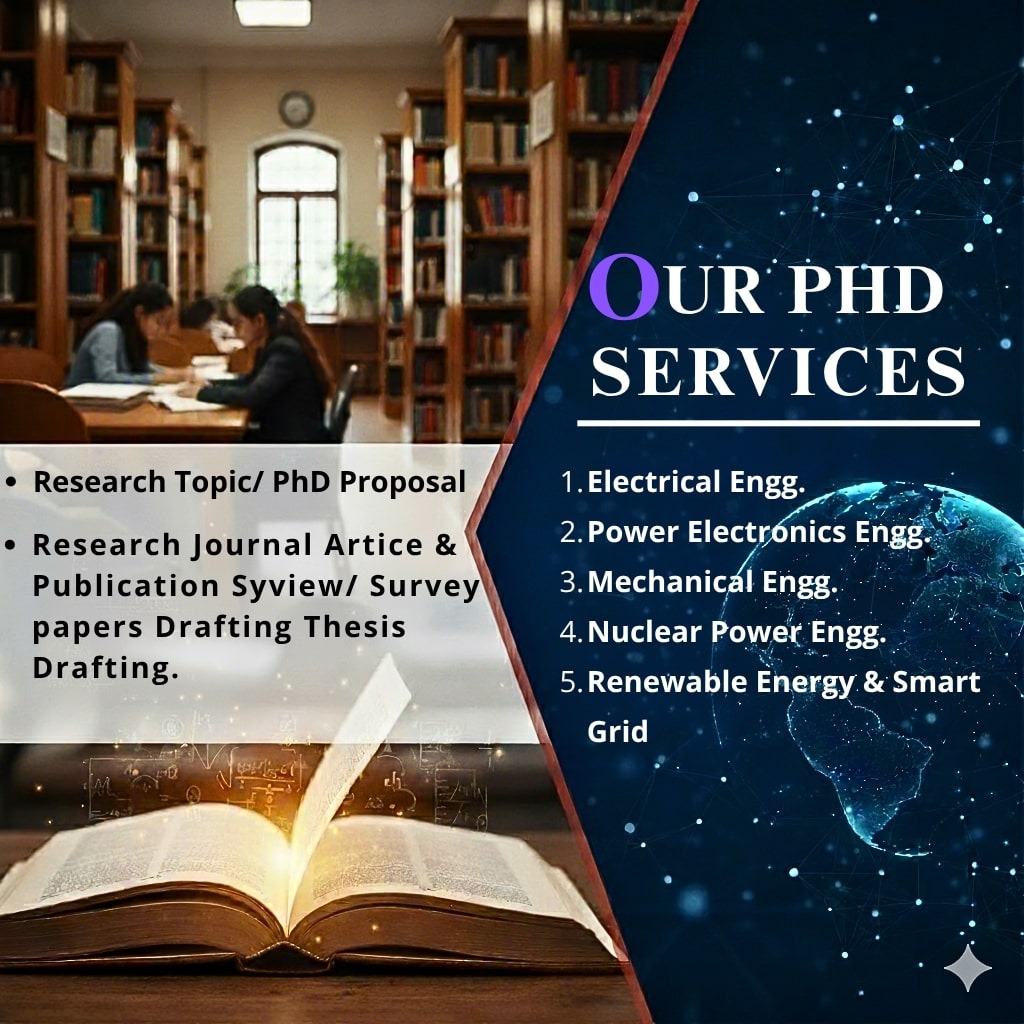 OUR PHD
SERVICES
• Research Topic/ PhD Proposal
• Research Journal Artice &
Publication Syview/ Survey
papers Drafting Thesis
Drafting.
1. Electrical Engg.
2. Power Electronics Engg.
3. Mechanical Engg.
4. Nuclear Power Engg.
5. Renewable Energy & Smart
Grid